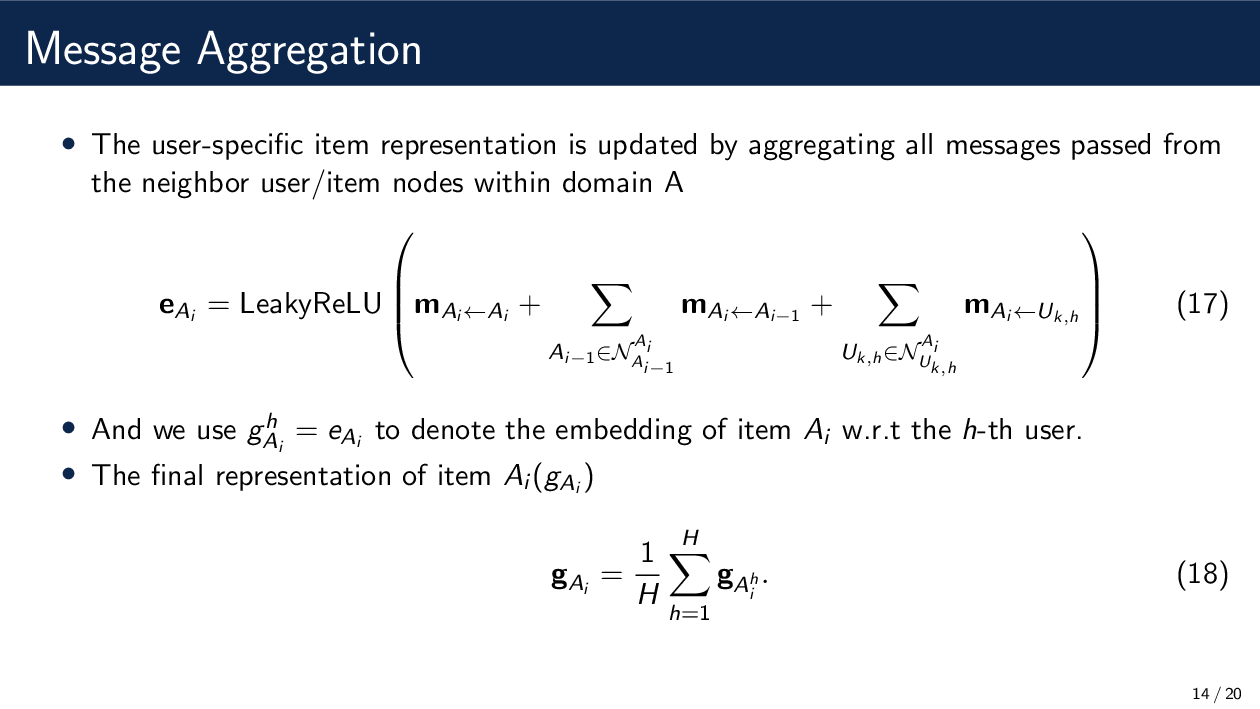 Message Aggregation
• The user-specific item representation is updated by aggregating all messages passed from
the neighbor user/item nodes within domain A
$\mathbf{e}_{A_i} = \text{LeakyReLU}\left(\mathbf{m}_{A_i \leftarrow A_i} + \sum_{A_{i-1} \in \mathcal{N}_{A_{i-1}}^{A_i}} \mathbf{m}_{A_i \leftarrow A_{i-1}} + \sum_{U_{k,h} \in \mathcal{N}_{U_{k,h}}^{A_i}} \mathbf{m}_{A_i \leftarrow U_{k,h}}\right)$ (17)
• And we use $g_{A_i}^h = e_{A_i}$ to denote the embedding of item $A_i$ w.r.t the $h$-th user.
• The final representation of item $A_i(g_{A_i})$
$\mathbf{g}_{A_i} = \frac{1}{H} \sum_{h=1}^{H} \mathbf{g}_{A_i^h}.$ (18)
14 / 20